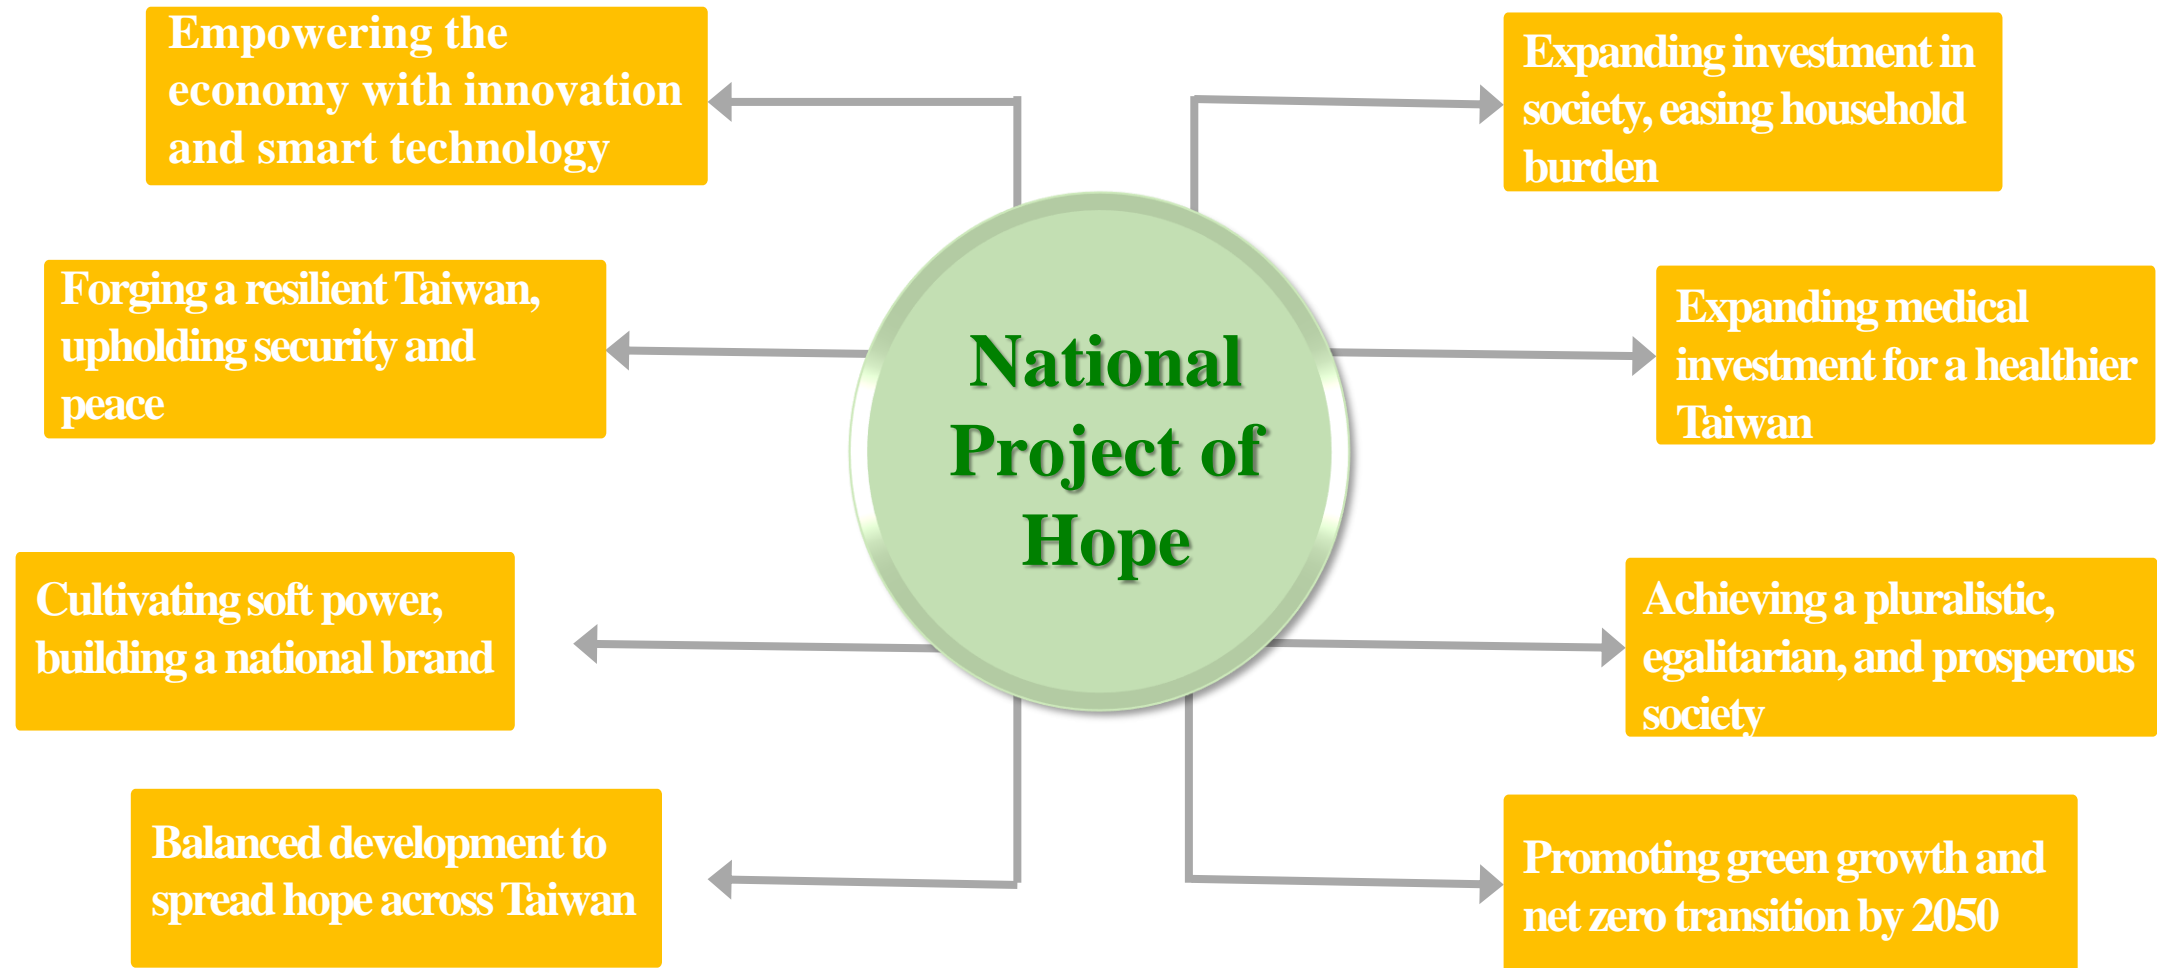 Empowering the
economy with innovation
and smart technology
Forging a resilient Taiwan,
upholding security and
peace
Cultivating soft power,
building a national brand
Balanced development to
spread hope across Taiwan
National
Project of
Hope
Expanding investment in
society, easing household
burden
Expanding medical
investment for a healthier
Taiwan
Achieving a pluralistic,
egalitarian, and prosperous
society
Promoting green growth and
net zero transition by 2050